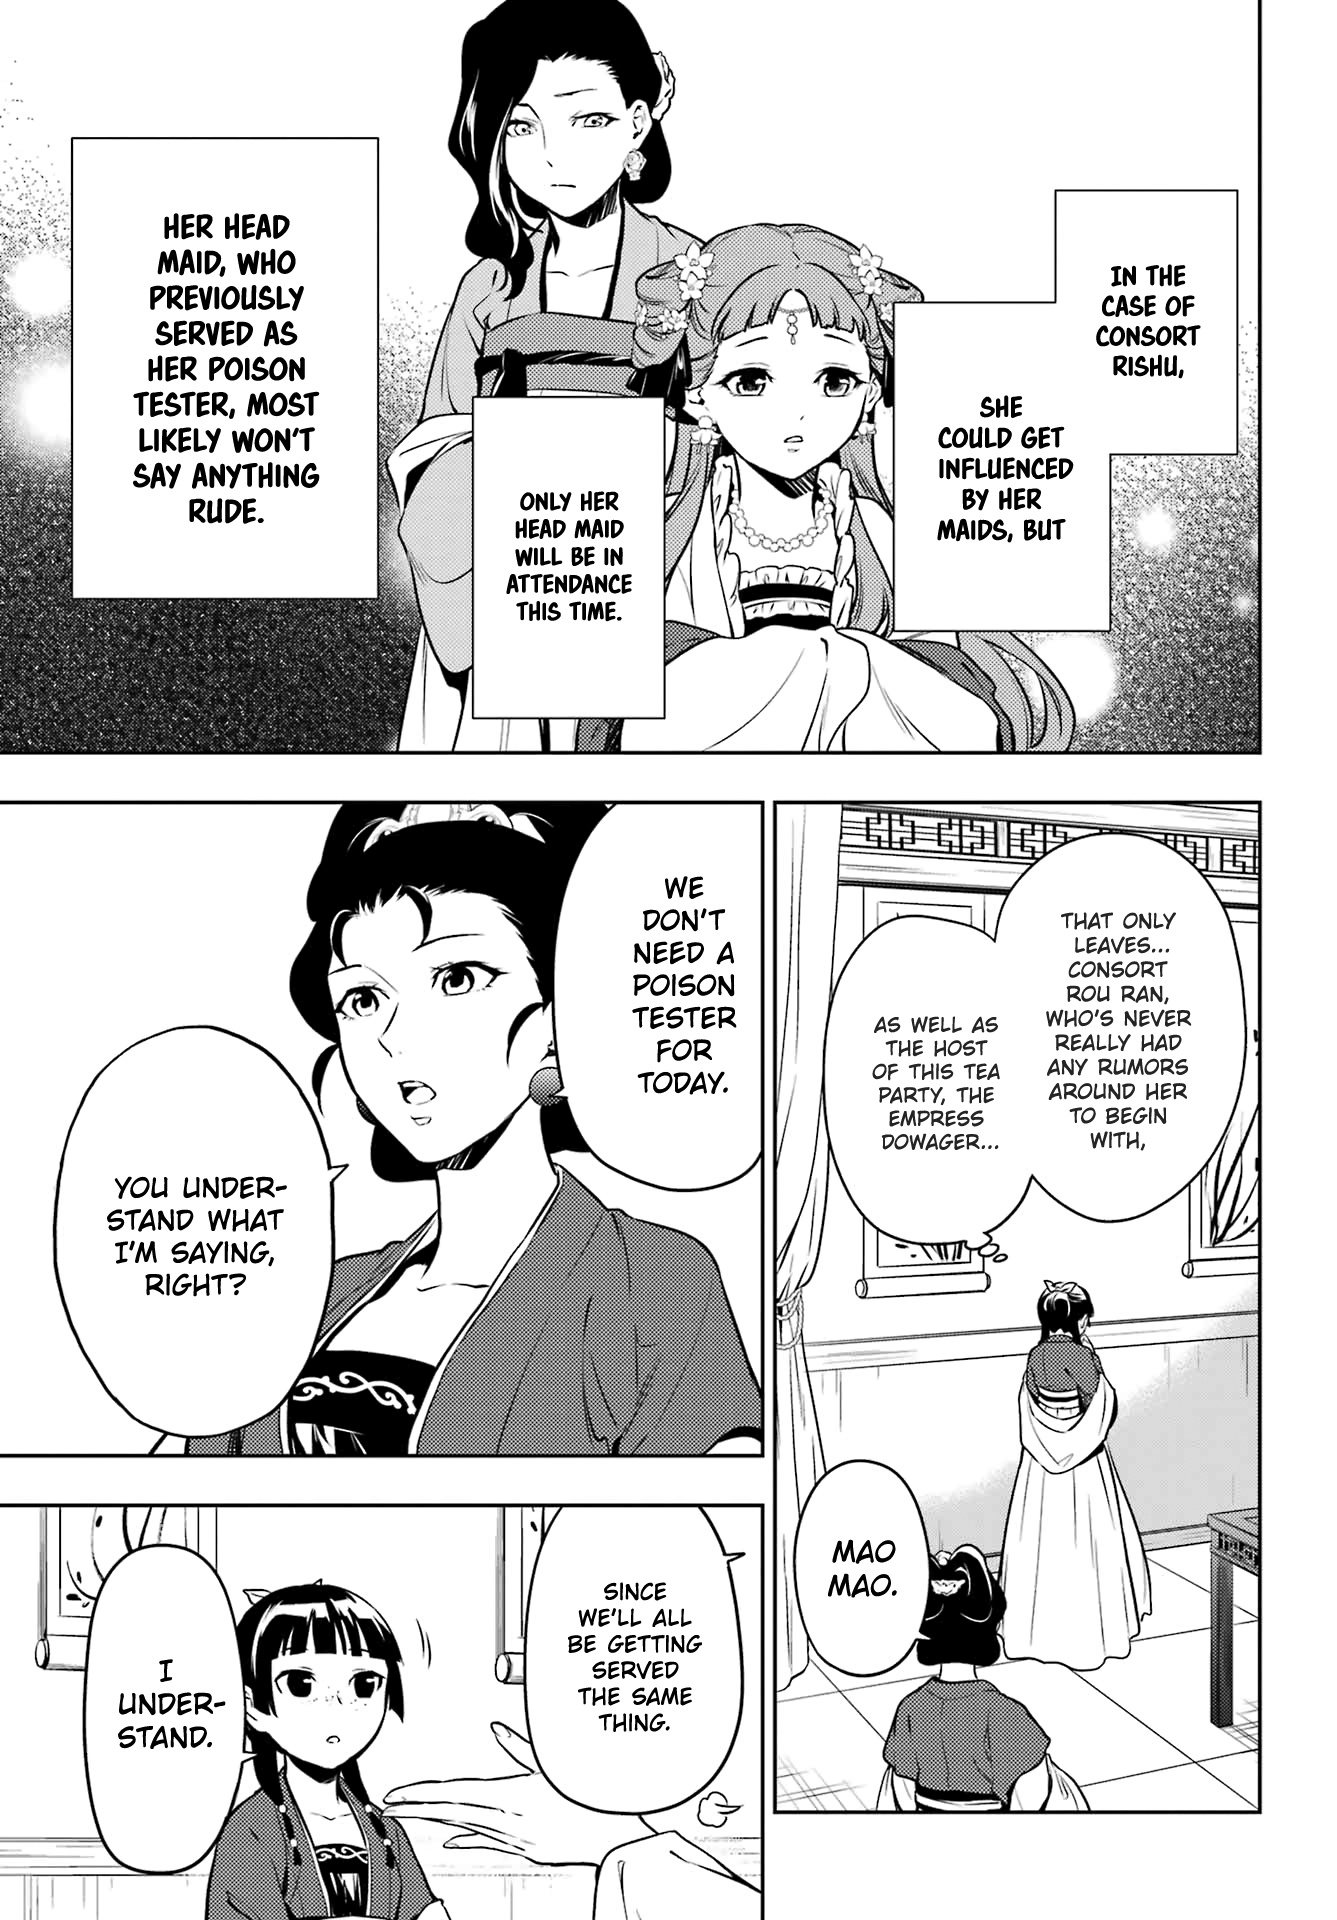 IN THE
CASE OF
CONSORT
RISHU,
SHE
COULD GET
INFLUENCED
BY HER
MAIDS, BUT
ONLY HER
HEAD MAID
WILL BE IN
ATTENDANCE
THIS TIME.
HER HEAD
MAID, WHO
PREVIOUSLY
SERVED AS
HER POISON
TESTER, MOST
LIKELY WON'T
SAY ANYTHING
RUDE.
THAT ONLY
LEAVES...
CONSORT
ROU RAN,
WHO'S NEVER
REALLY HAD
ANY RUMORS
AROUND HER
TO BEGIN
WITH,
AS WELL AS
THE HOST
OF THIS TEA
PARTY, THE
EMPRESS
DOWAGER...
MAO
MAO.
WE
DON'T
NEED A
POISON
TESTER
FOR
TODAY.
YOU UNDER-
STAND WHAT
I'M SAYING,
RIGHT?
SINCE
WE'LL ALL
BE GETTING
SERVED
THE SAME
THING.
I
UNDER-
STAND.